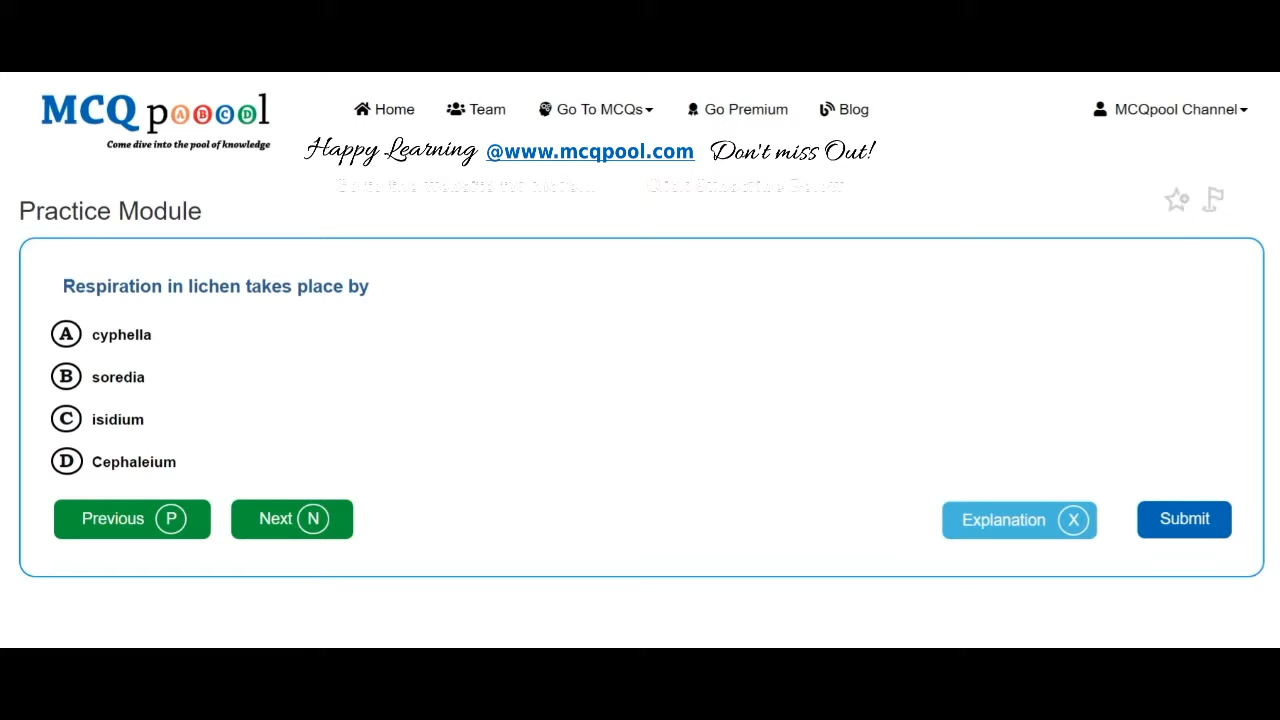 MCQ pooool
Come dive into the pool of knowledge
Home Team Go To MCQs Go Premium Blog MCQpool Channel
Happy Learning @www.mcqpool.com Don't miss Out!
Practice Module
Respiration in lichen takes place by
A cyphella
B soredia
C isidium
D Cephaleium
Previous P Next N Explanation X Submit